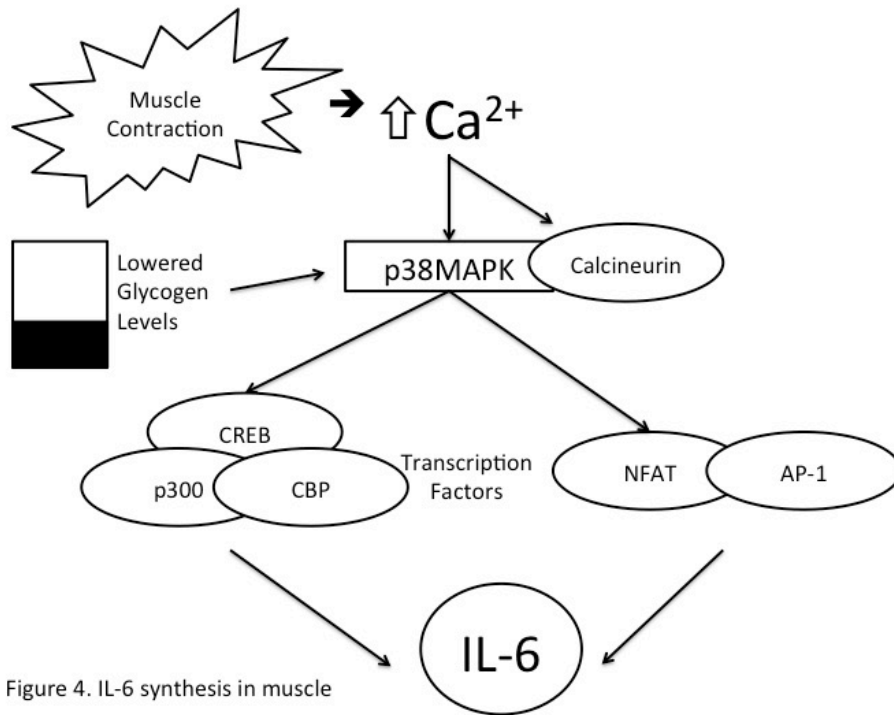 Muscle
Contraction
Ca²⁺
Lowered
Glycogen
Levels
p38MAPK
Calcineurin
CREB
p300
CBP
Transcription
Factors
NFAT
AP-1
IL-6
Figure 4. IL-6 synthesis in muscle